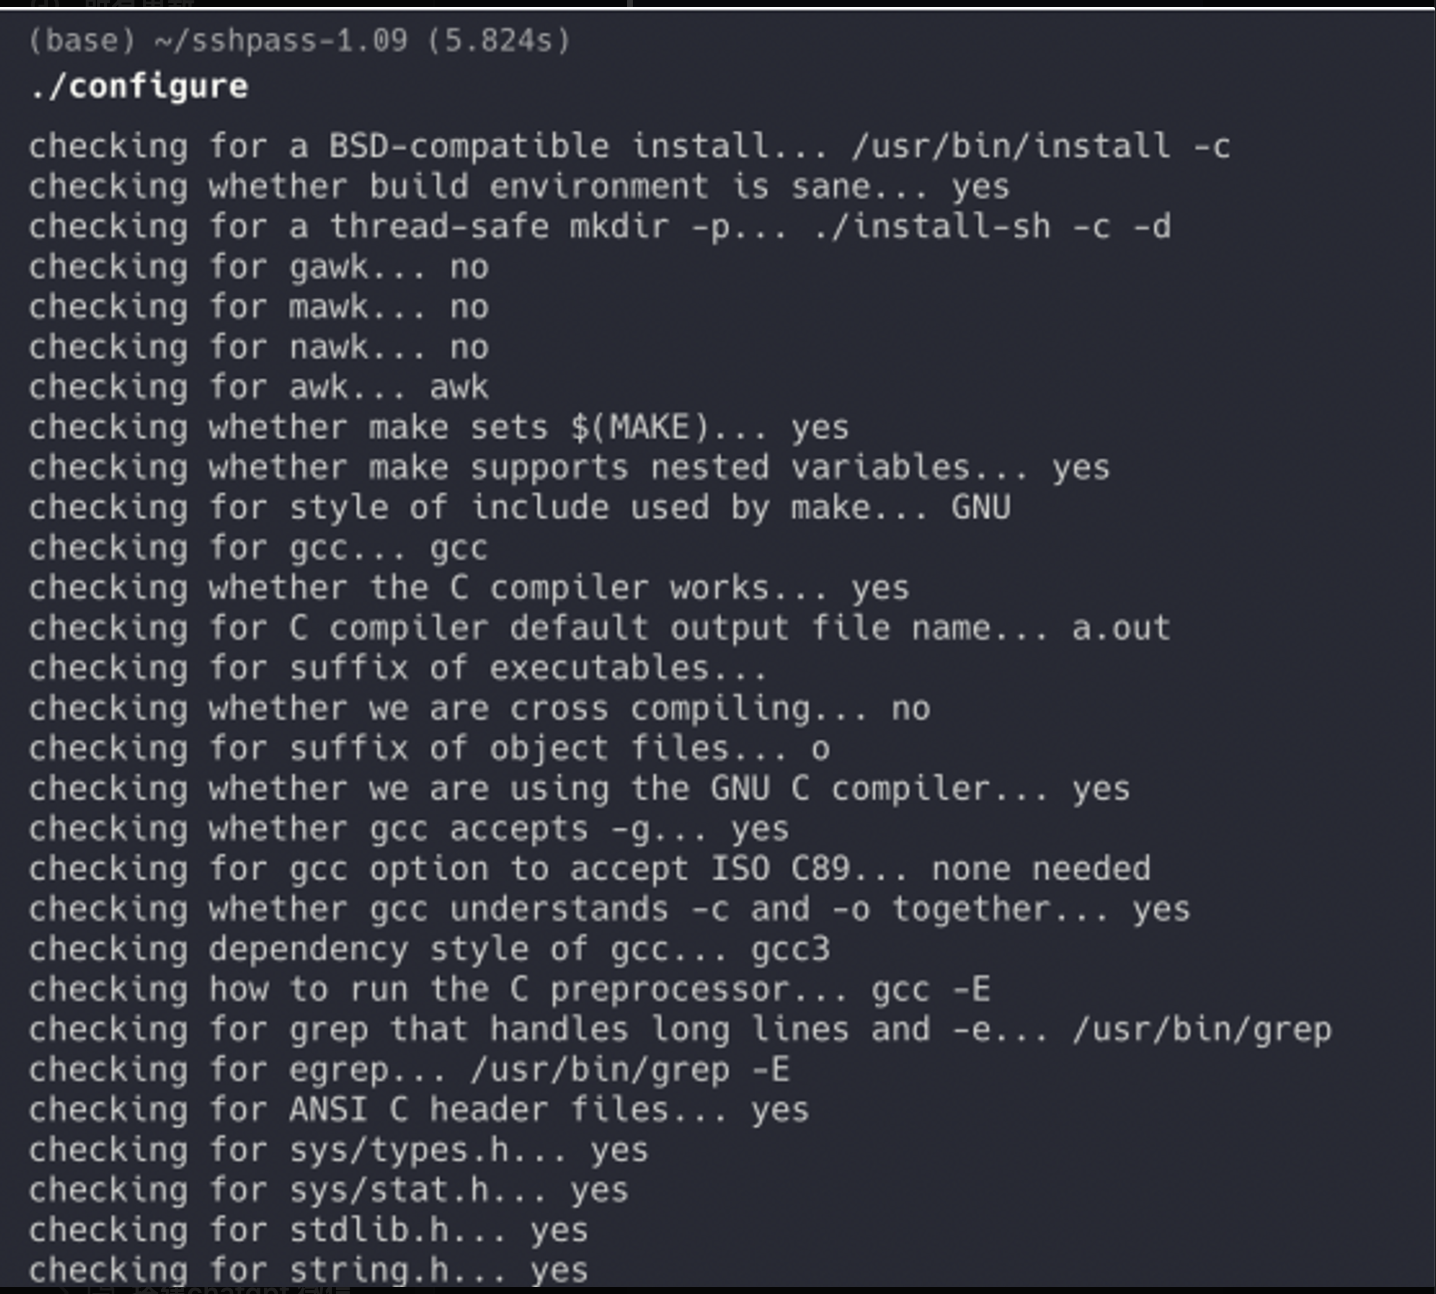 (base) ~/sshpass-1.09 (5.824s)
./configure
checking for a BSD-compatible install... /usr/bin/install -c
checking whether build environment is sane... yes
checking for a thread-safe mkdir -p... ./install-sh -c -d
checking for gawk... no
checking for mawk... no
checking for nawk... no
checking for awk... awk
checking whether make sets $(MAKE)... yes
checking whether make supports nested variables... yes
checking for style of include used by make... GNU
checking for gcc... gcc
checking whether the C compiler works... yes
checking for C compiler default output file name... a.out
checking for suffix of executables...
checking whether we are cross compiling... no
checking for suffix of object files... o
checking whether we are using the GNU C compiler... yes
checking whether gcc accepts -g... yes
checking for gcc option to accept ISO C89... none needed
checking whether gcc understands -c and -o together... yes
checking dependency style of gcc... gcc3
checking how to run the C preprocessor... gcc -E
checking for grep that handles long lines and -e... /usr/bin/grep
checking for egrep... /usr/bin/grep -E
checking for ANSI C header files... yes
checking for sys/types.h... yes
checking for sys/stat.h... yes
checking for stdlib.h... yes
checking for string.h... yes